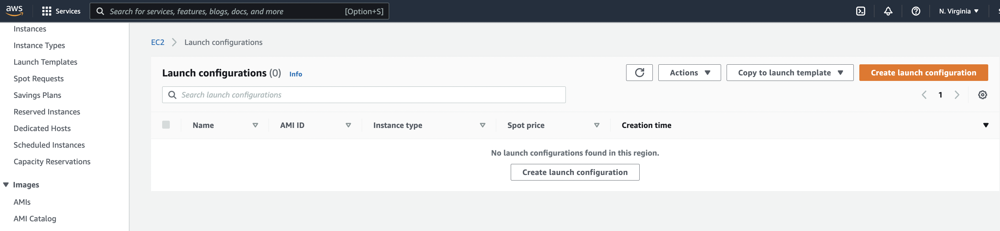 aws
Services
Search for services, features, blogs, docs, and more [Option+S]
N. Virginia
Instances
Instance Types
Launch Templates
Spot Requests
Savings Plans
Reserved Instances
Dedicated Hosts
Scheduled Instances
Capacity Reservations
Images
AMIs
AMI Catalog
EC2 Launch configurations
Launch configurations (0) Info
Actions
Copy to launch template
Create launch configuration
Search launch configurations
1
Name AMI ID Instance type Spot price Creation time
No launch configurations found in this region.
Create launch configuration